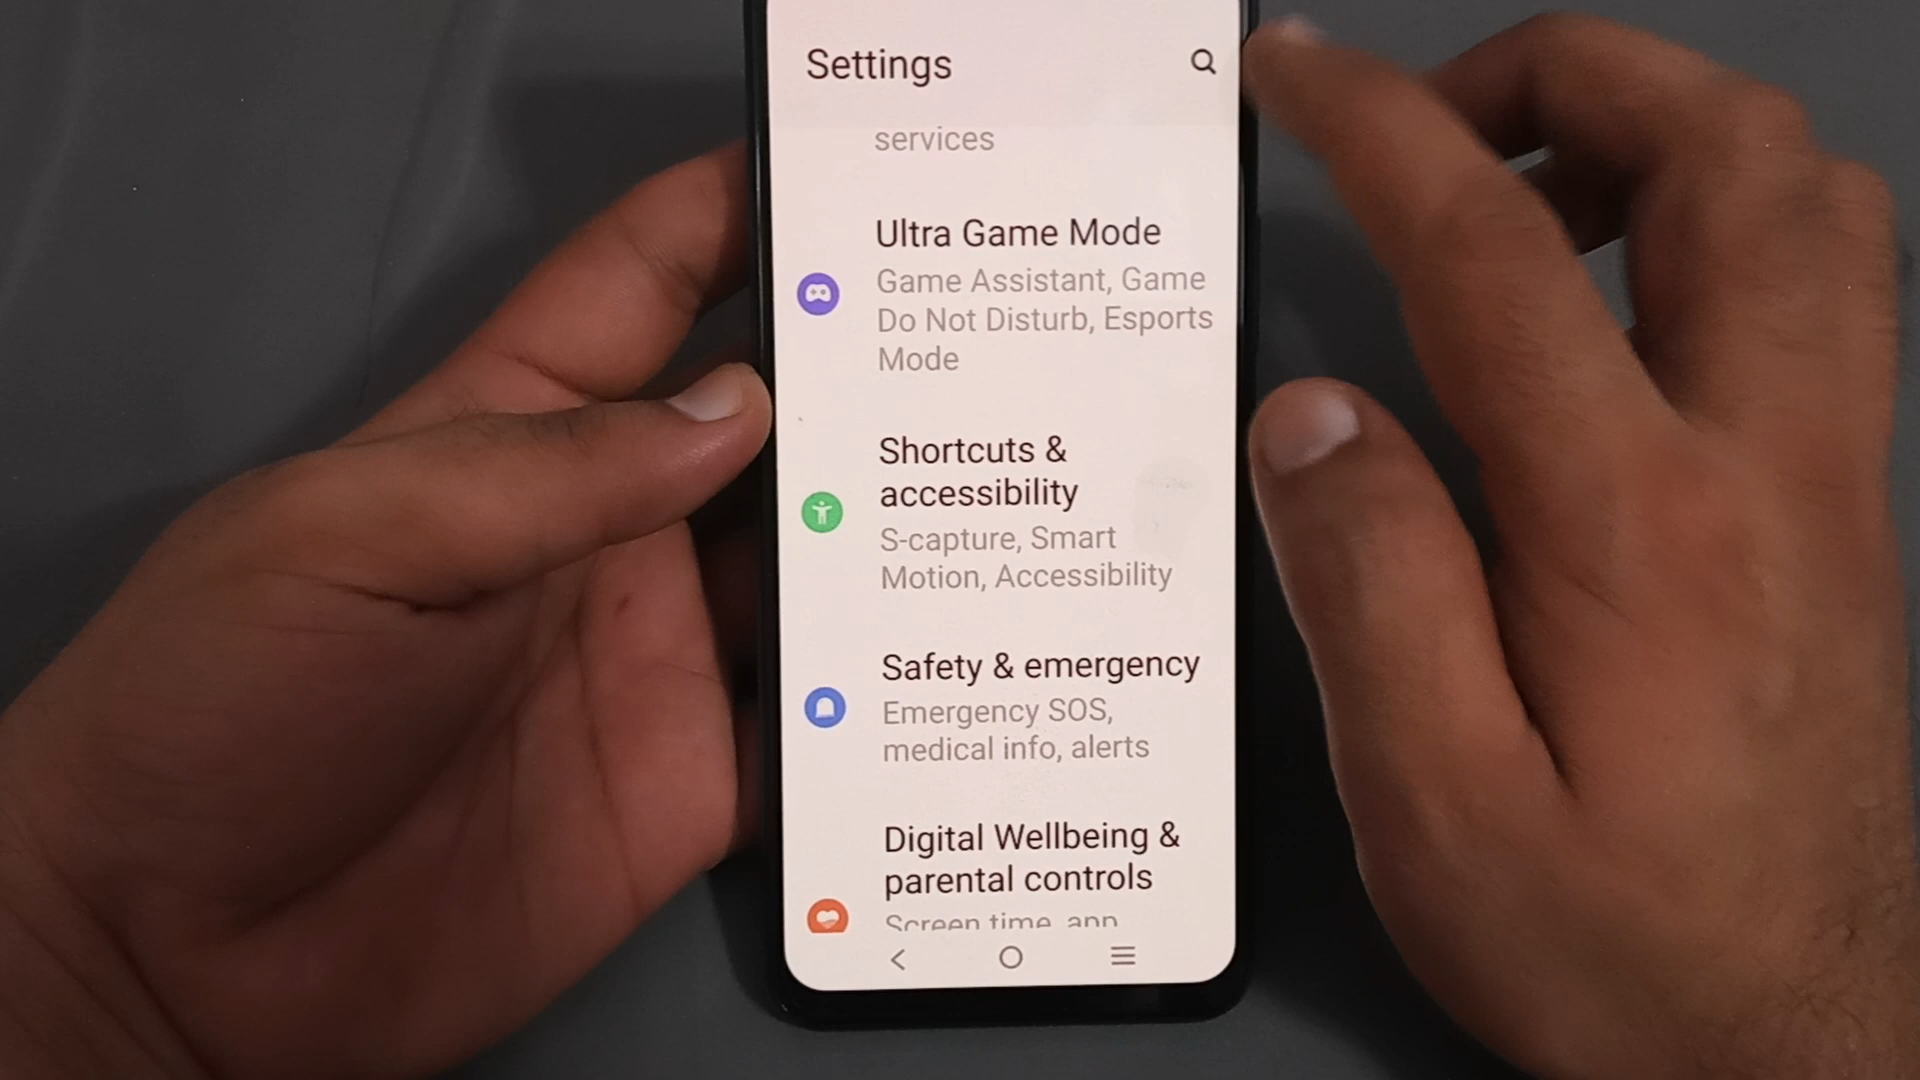 Settings
services
Ultra Game Mode
Game Assistant, Game
Do Not Disturb, Esports
Mode
Shortcuts &
accessibility
S-capture, Smart
Motion, Accessibility
Safety & emergency
Emergency SOS,
medical info, alerts
Digital Wellbeing &
parental controls
Screen time, app